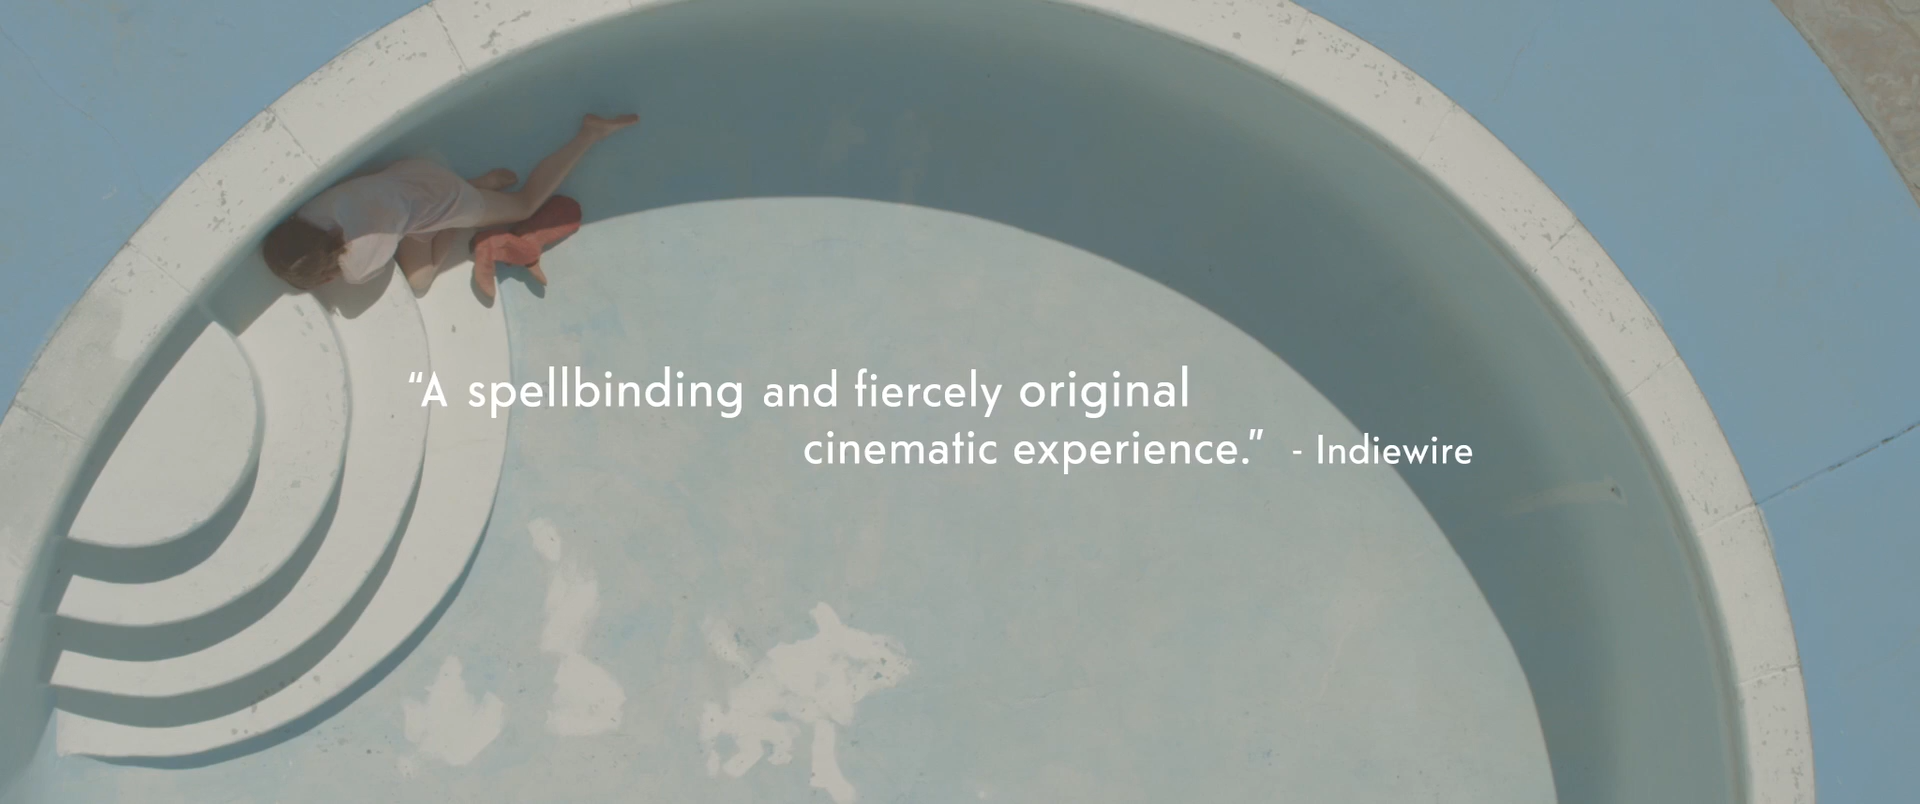 “A spellbinding and fiercely original
cinematic experience.” - Indiewire